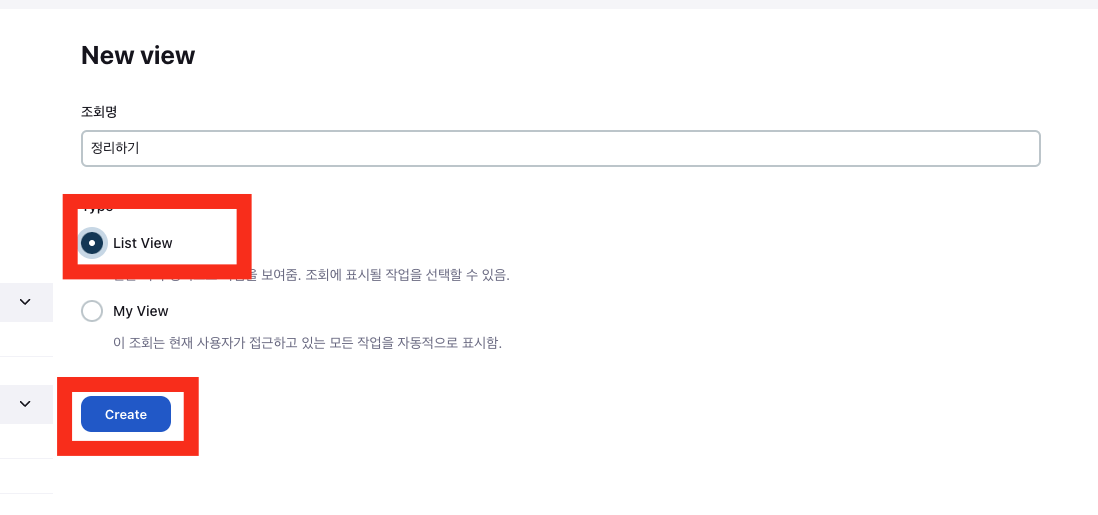 New view
조회명
정리하기
Type
List View
보여줌. 조회에 표시될 작업을 선택할 수 있음.
My View
이 조회는 현재 사용자가 접근하고 있는 모든 작업을 자동적으로 표시함.
Create